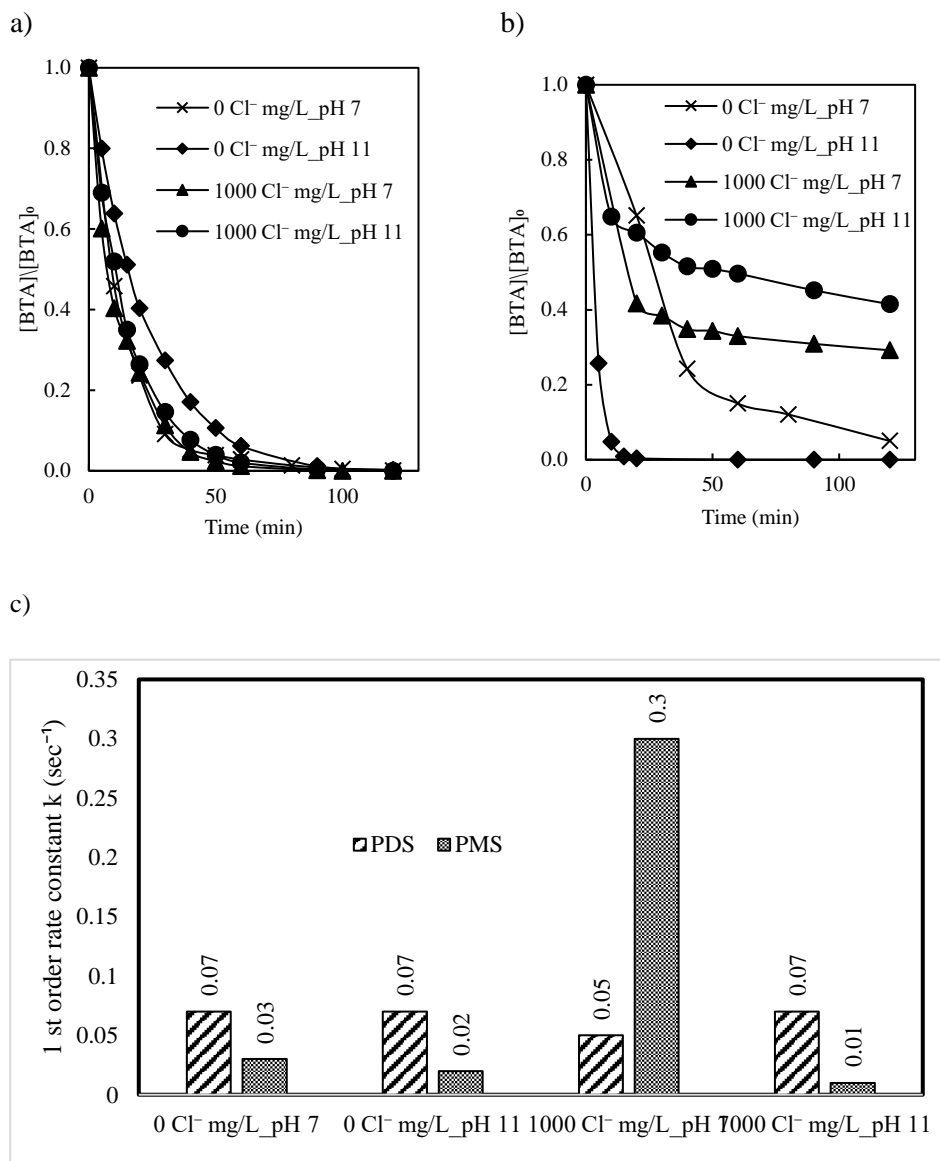 a)
1.0
0.8
0.6
0.4
0.2
0.0
[BTA]\[BTA]₀
0 Cl⁻ mg/L_pH 7
0 Cl⁻ mg/L_pH 11
1000 Cl⁻ mg/L_pH 7
1000 Cl⁻ mg/L_pH 11
0 50 100
Time (min)
b)
1.0
0.8
0.6
0.4
0.2
0.0
[BTA]\[BTA]₀
0 Cl⁻ mg/L_pH 7
0 Cl⁻ mg/L_pH 11
1000 Cl⁻ mg/L_pH 7
1000 Cl⁻ mg/L_pH 11
0 50 100
Time (min)
c)
1 st order rate constant k (sec⁻¹)
0.35
0.3
0.25
0.2
0.15
0.1
0.05
0
PDS PMS
0.07 0.03 0.07 0.02 0.05 0.3 0.07 0.01
0 Cl⁻ mg/L_pH 7 0 Cl⁻ mg/L_pH 11 1000 Cl⁻ mg/L_pH 7 1000 Cl⁻ mg/L_pH 11